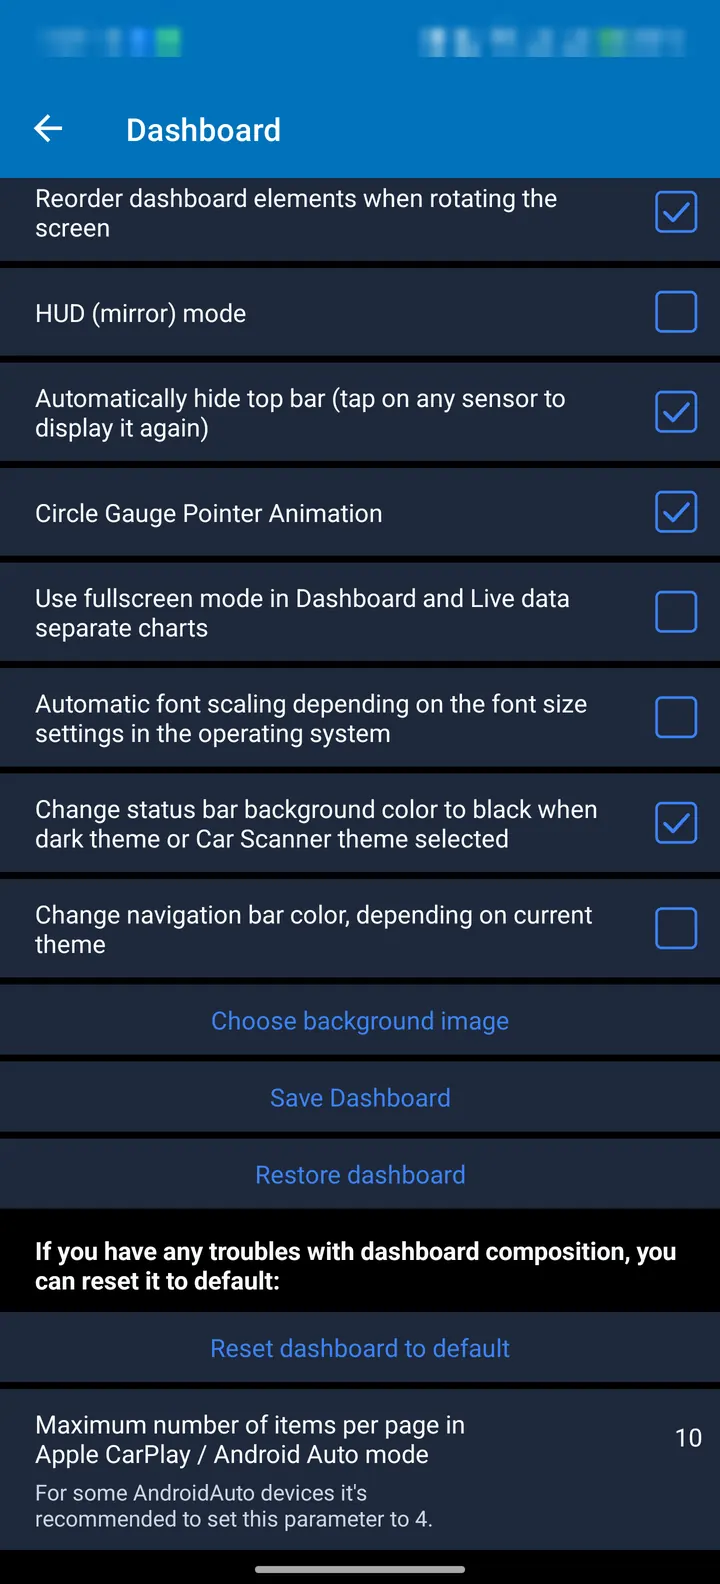 Dashboard
Reorder dashboard elements when rotating the
screen
HUD (mirror) mode
Automatically hide top bar (tap on any sensor to
display it again)
Circle Gauge Pointer Animation
Use fullscreen mode in Dashboard and Live data
separate charts
Automatic font scaling depending on the font size
settings in the operating system
Change status bar background color to black when
dark theme or Car Scanner theme selected
Change navigation bar color, depending on current
theme
Choose background image
Save Dashboard
Restore dashboard
If you have any troubles with dashboard composition, you
can reset it to default:
Reset dashboard to default
Maximum number of items per page in
Apple CarPlay / Android Auto mode
10
For some AndroidAuto devices it's
recommended to set this parameter to 4.